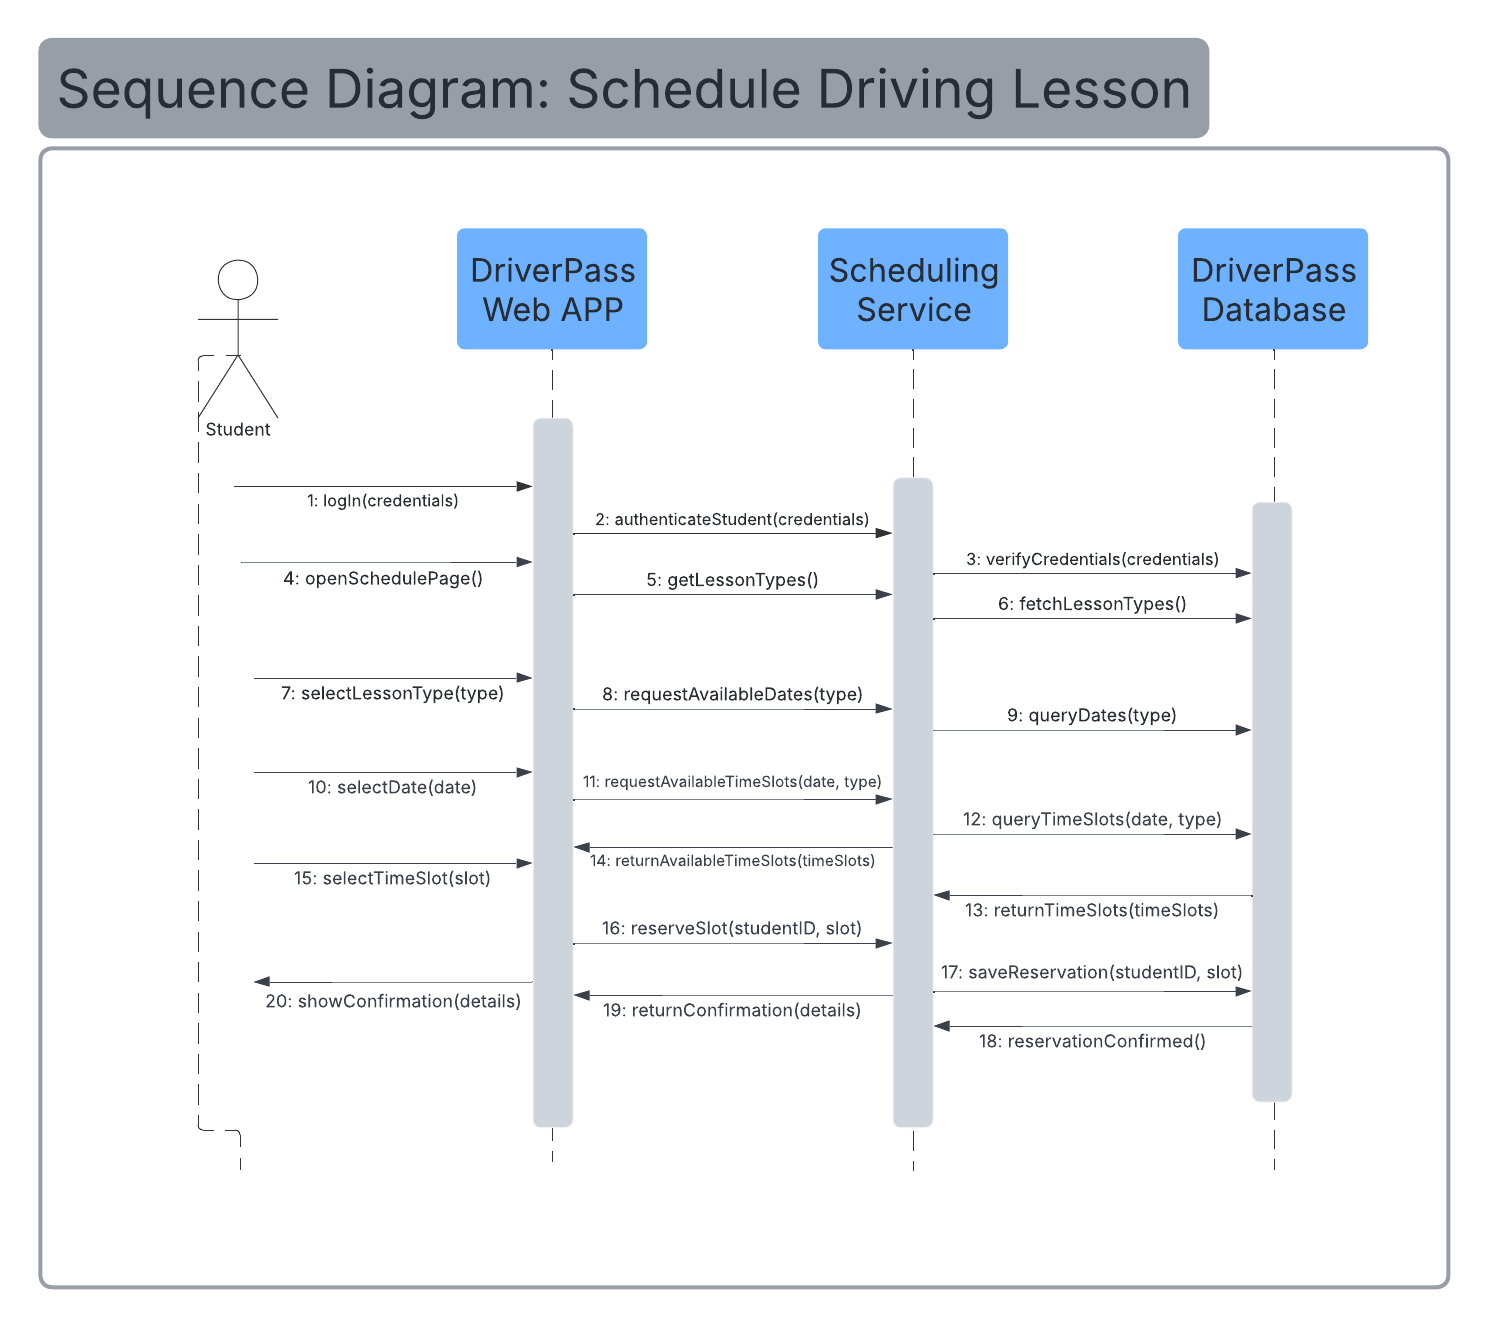 Sequence Diagram: Schedule Driving Lesson
DriverPass
Web APP
Scheduling
Service
DriverPass
Database
Student
1: logIn(credentials)
2: authenticateStudent(credentials)
3: verifyCredentials(credentials)
4: openSchedulePage()
5: getLessonTypes()
6: fetchLessonTypes()
7: selectLessonType(type)
8: requestAvailableDates(type)
9: queryDates(type)
10: selectDate(date)
11: requestAvailableTimeSlots(date, type)
12: queryTimeSlots(date, type)
14: returnAvailableTimeSlots(timeSlots)
15: selectTimeSlot(slot)
13: returnTimeSlots(timeSlots)
16: reserveSlot(studentID, slot)
17: saveReservation(studentID, slot)
20: showConfirmation(details)
19: returnConfirmation(details)
18: reservationConfirmed()